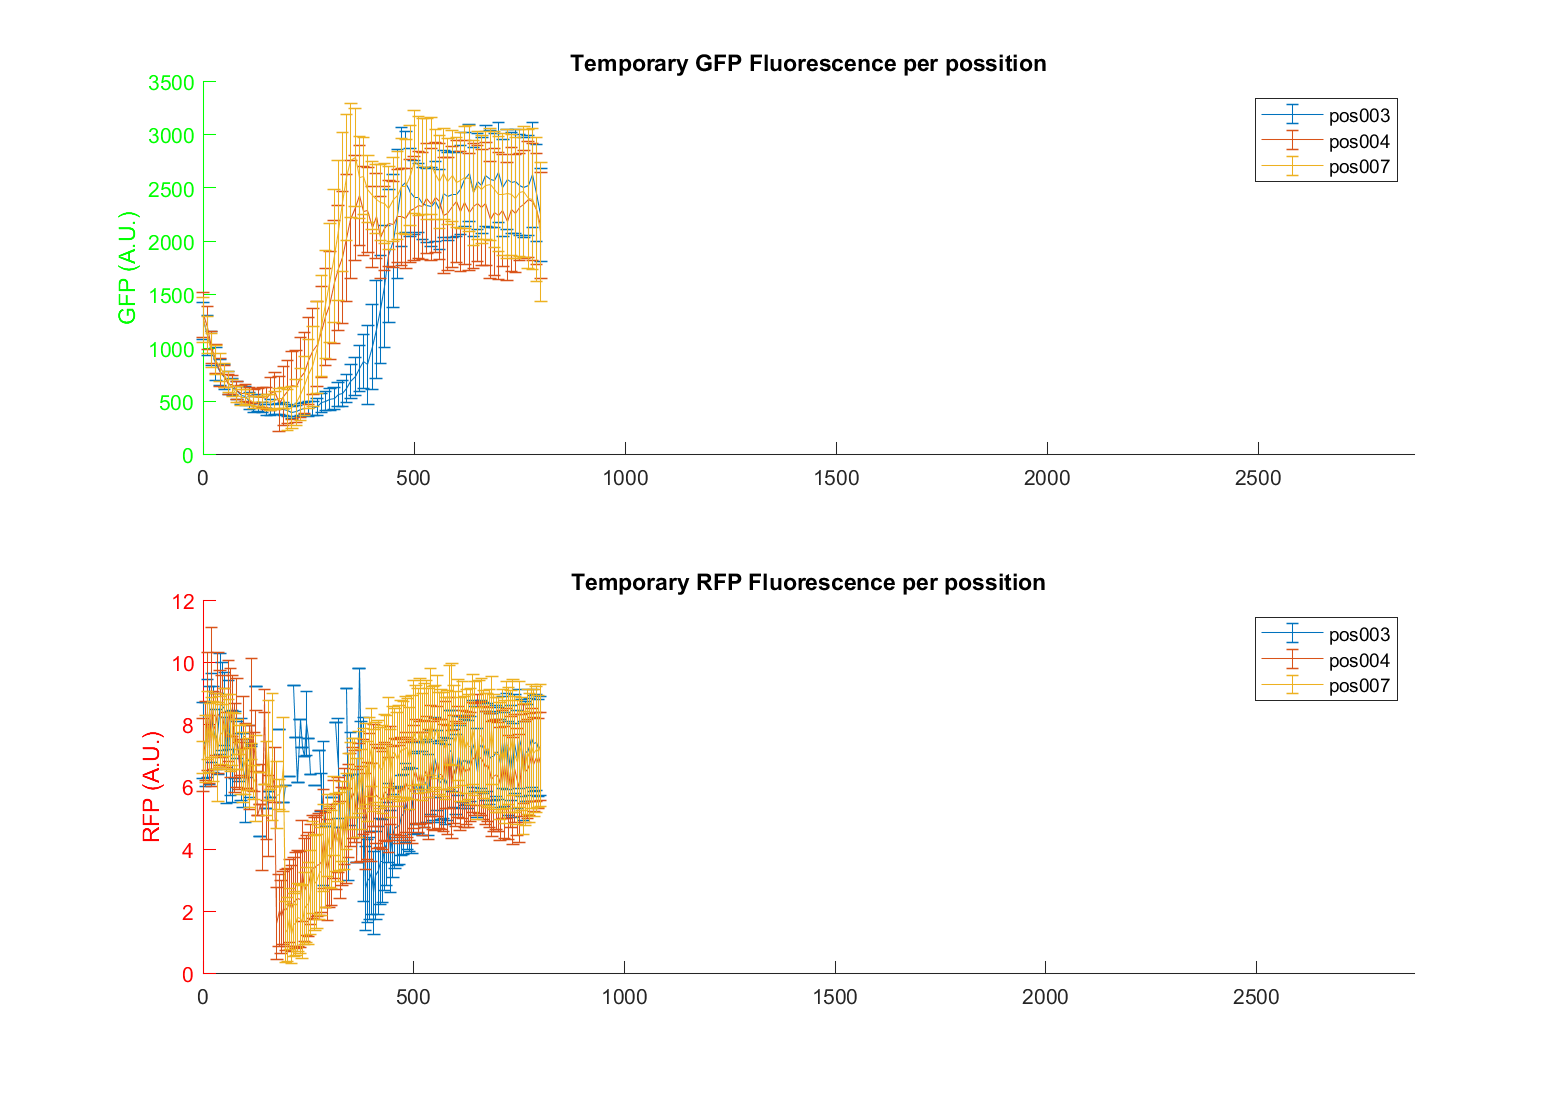 Temporary GFP Fluorescence per possition
3500
3000
2500
2000
1500
1000
500
0
GFP (A.U.)
0 500 1000 1500 2000 2500
pos003
pos004
pos007
Temporary RFP Fluorescence per possition
12
10
8
6
4
2
0
RFP (A.U.)
0 500 1000 1500 2000 2500
pos003
pos004
pos007